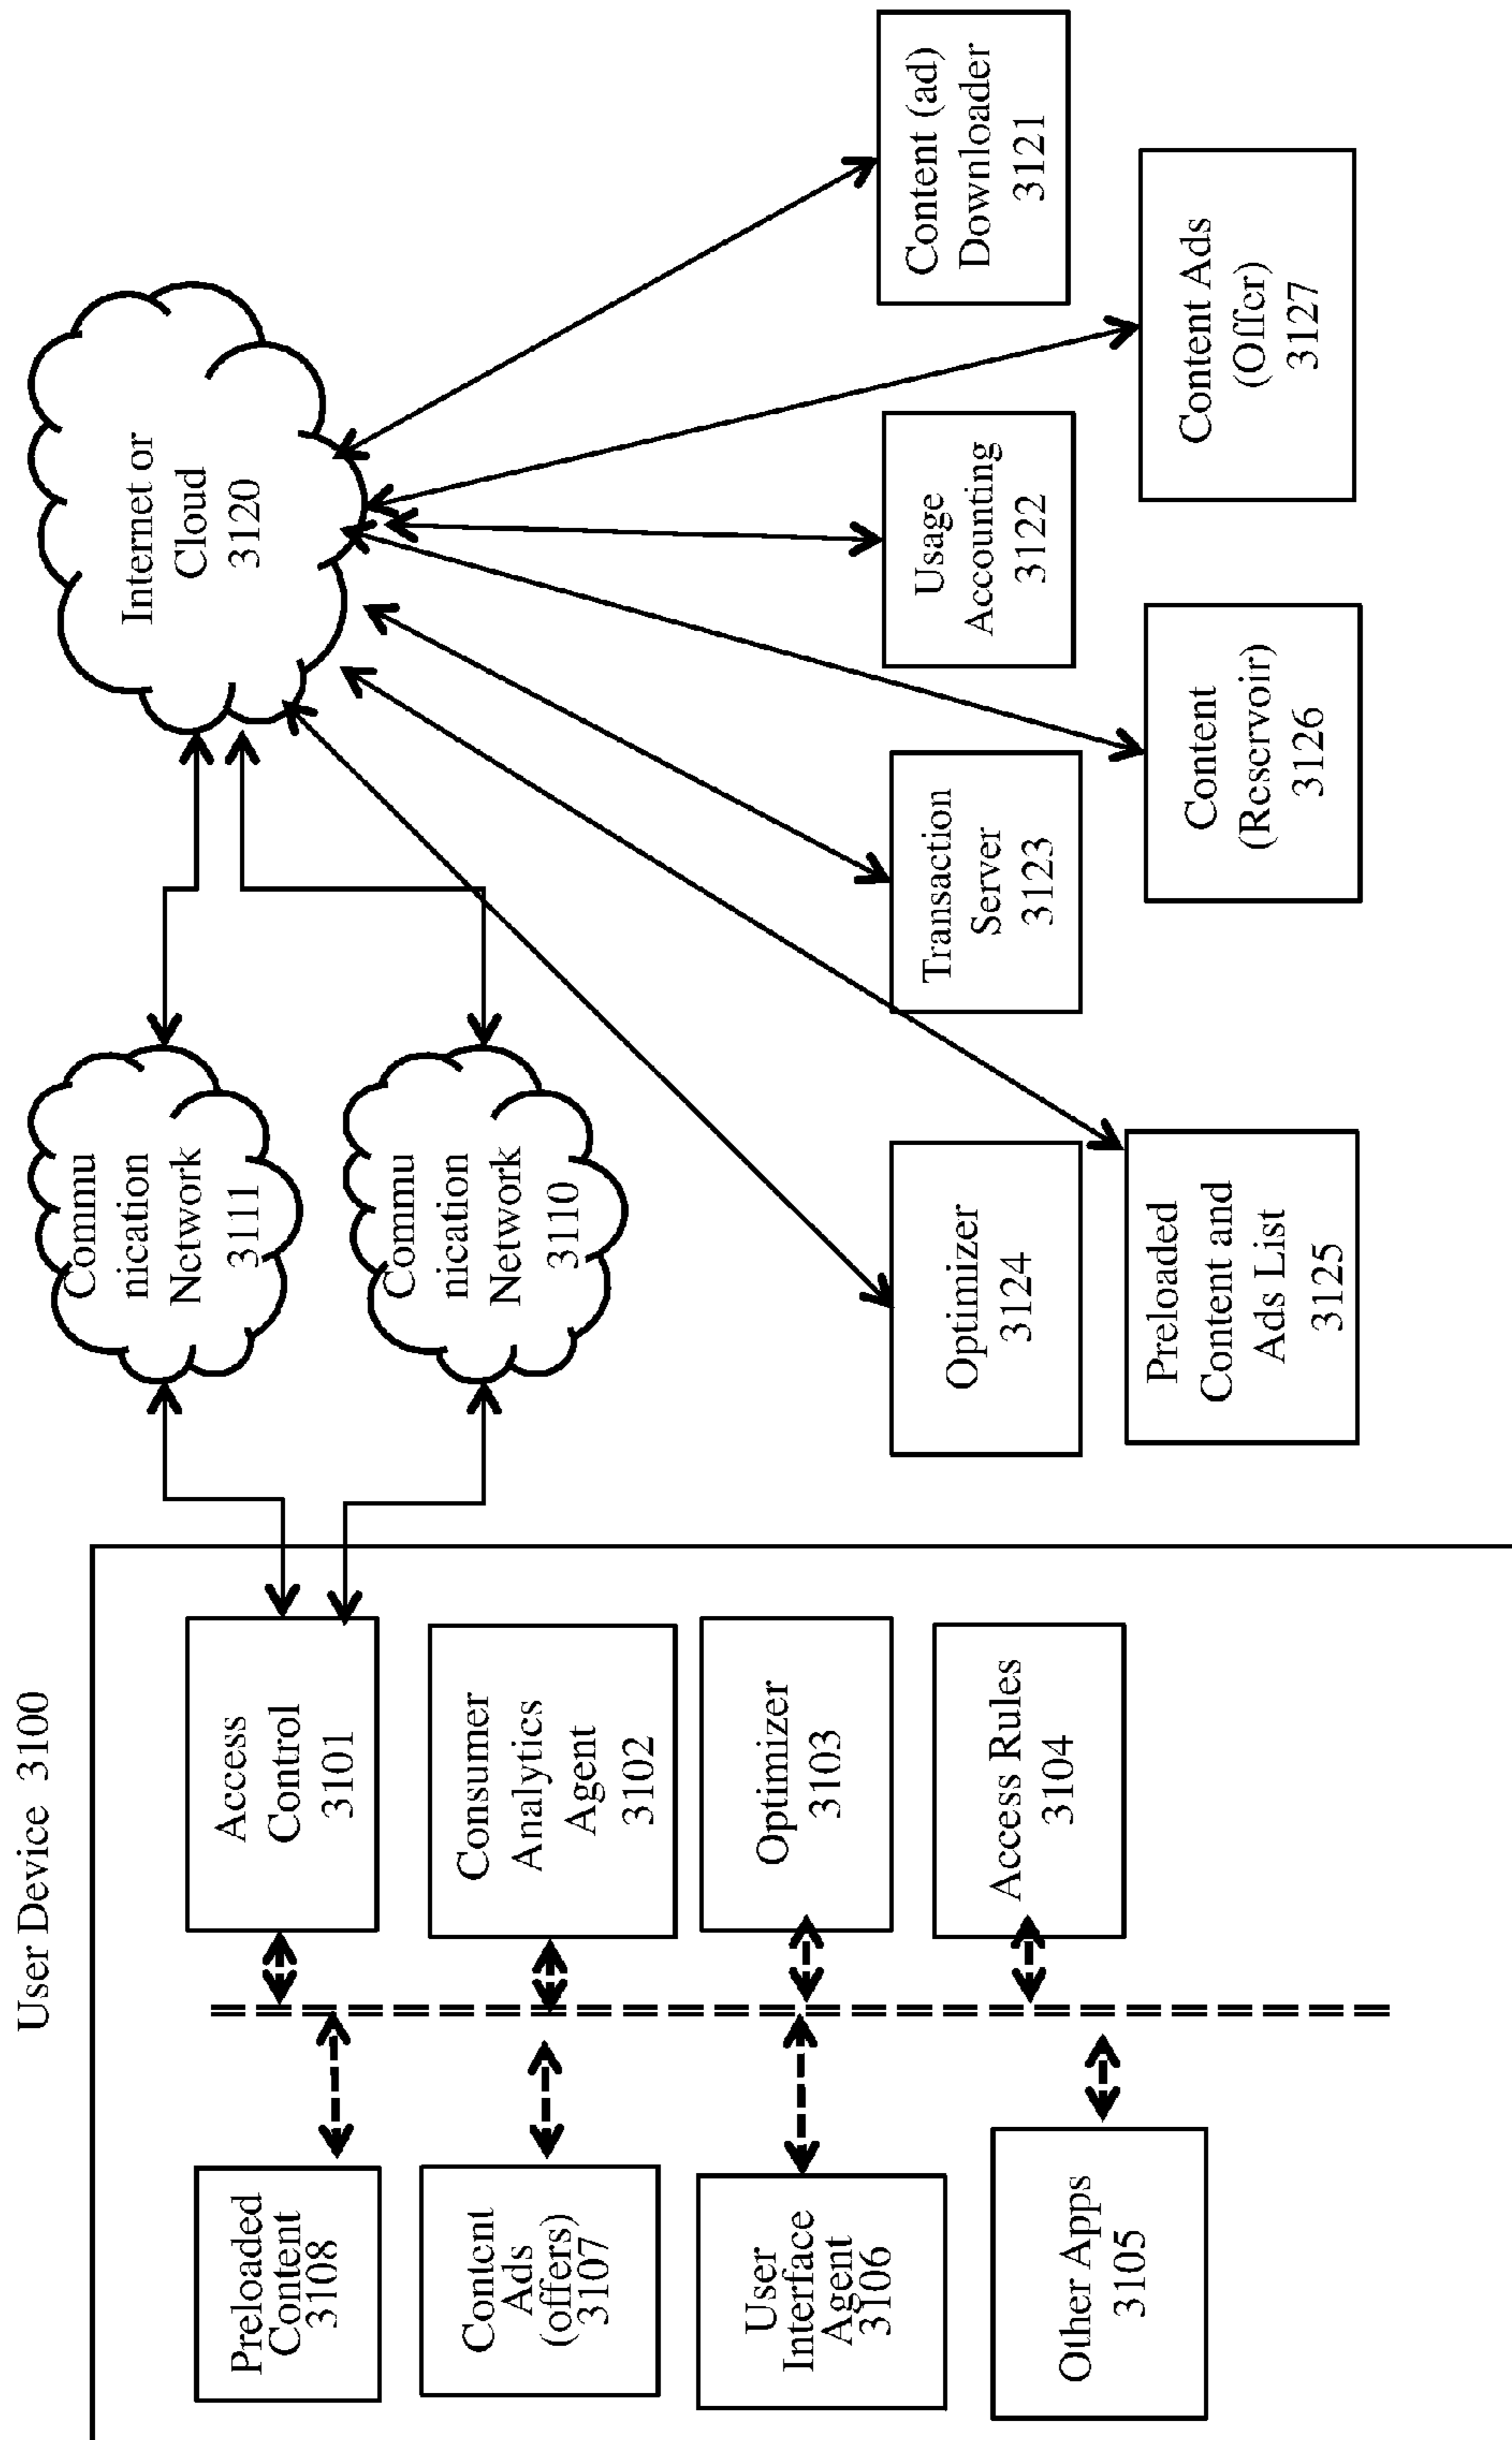 User Device 3100
Preloaded
Content
3108
Content
Ads
(offers)
3107
User
Interface
Agent
3106
Other Apps
3105
Access
Control
3101
Consumer
Analytics
Agent
3102
Optimizer
3103
Access Rules
3104
Commu
nication
Network
3111
Commu
nication
Network
3110
Internet or
Cloud
3120
Optimizer
3124
Preloaded
Content and
Ads List
3125
Transaction
Server
3123
Content
(Reservoir)
3126
Usage
Accounting
3122
Content Ads
(Offer)
3127
Content (ad)
Downloader
3121